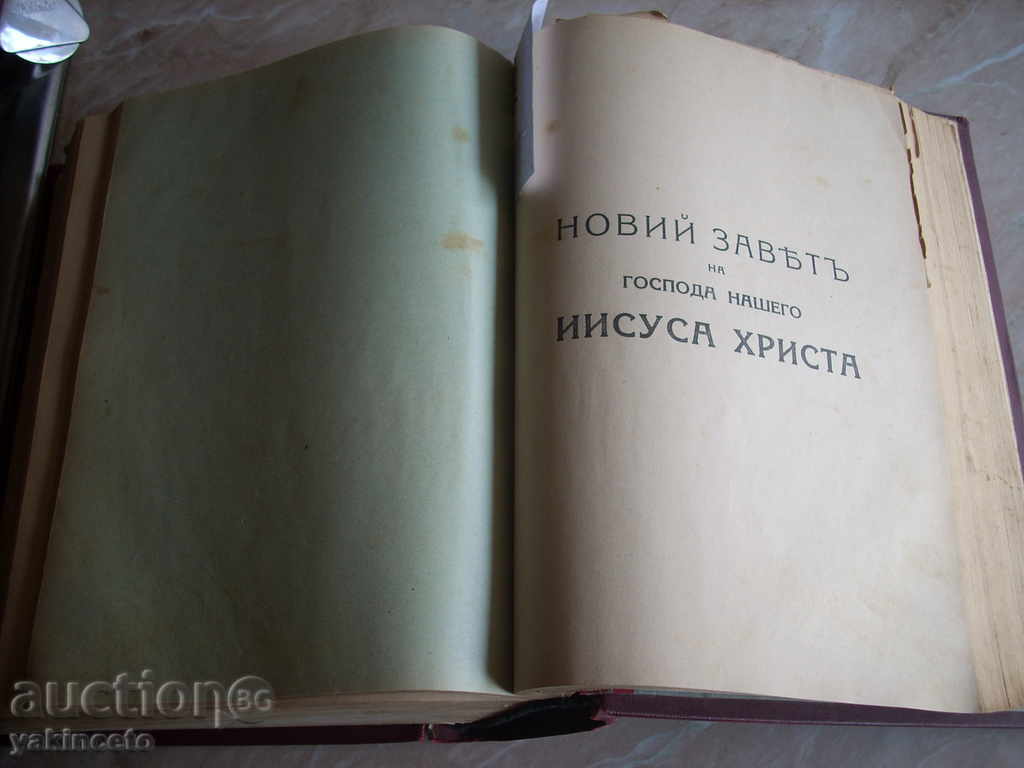 НОВИЙ ЗАВѢТЪ
НА
ГОСПОДА НАШЕГО
ИИСУСА ХРИСТА
auction BG
yakinceto